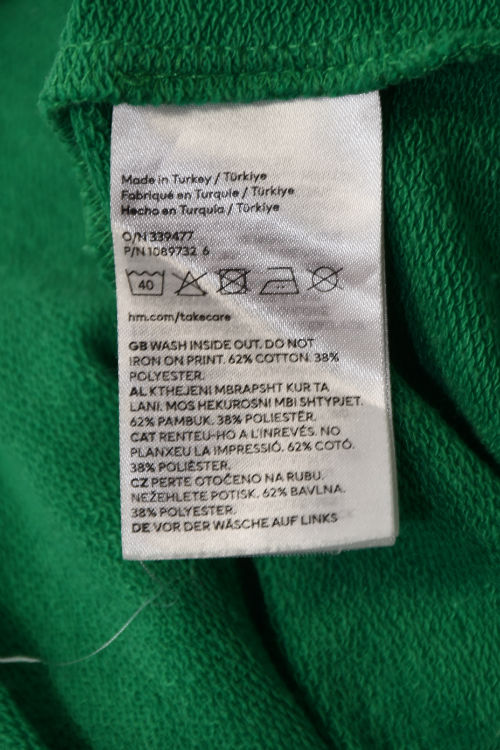 Made in Turkey / Türkiye
Fabriqué en Turquie / Türkiye
Hecho en Turquía / Türkiye
O/N 339477
P/N 1089732 6
40
hm.com/takecare
GB WASH INSIDE OUT. DO NOT
IRON ON PRINT. 62% COTTON. 38%
POLYESTER.
AL KTHEJENI MBRAPSHT KUR TA
LANI. MOS HEKUROSNI MBI SHTYPJET.
62% PAMBUK. 38% POLIESTËR.
CAT RENTEU-HO A L'INREVÉS. NO
PLANXEU LA IMPRESSIÓ. 62% COTÓ.
38% POLIÈSTER.
CZ PERTE OTOČENO NA RUBU.
NEŽEHLETE POTISK. 62% BAVLNA.
38% POLYESTER.
DE VOR DER WÄSCHE AUF LINKS